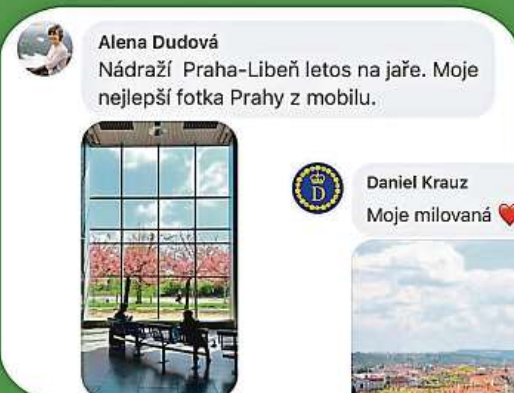 Alena Dudová
Nádraží Praha-Libeň letos na jaře. Moje
nejlepší fotka Prahy z mobilu.
D
Daniel Krauz
Moje milovaná ❤️